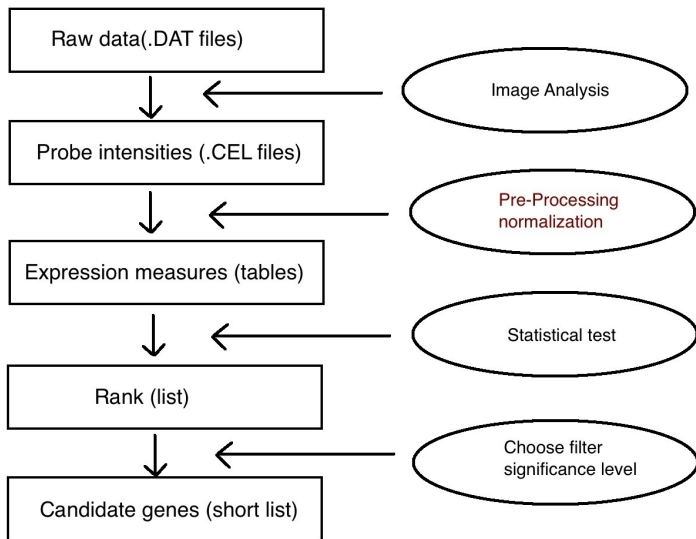 Raw data(.DAT files)
Image Analysis
Probe intensities (.CEL files)
Pre-Processing
normalization
Expression measures (tables)
Statistical test
Rank (list)
Choose filter
significance level
Candidate genes (short list)